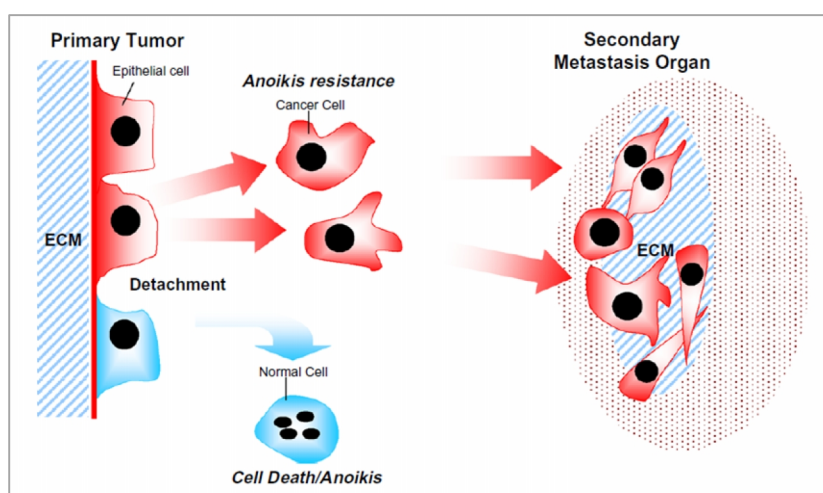 Primary Tumor
Epithelial cell
Anoikis resistance
Cancer Cell
Secondary
Metastasis Organ
ECM
ECM
Detachment
Normal Cell
Cell Death/Anoikis